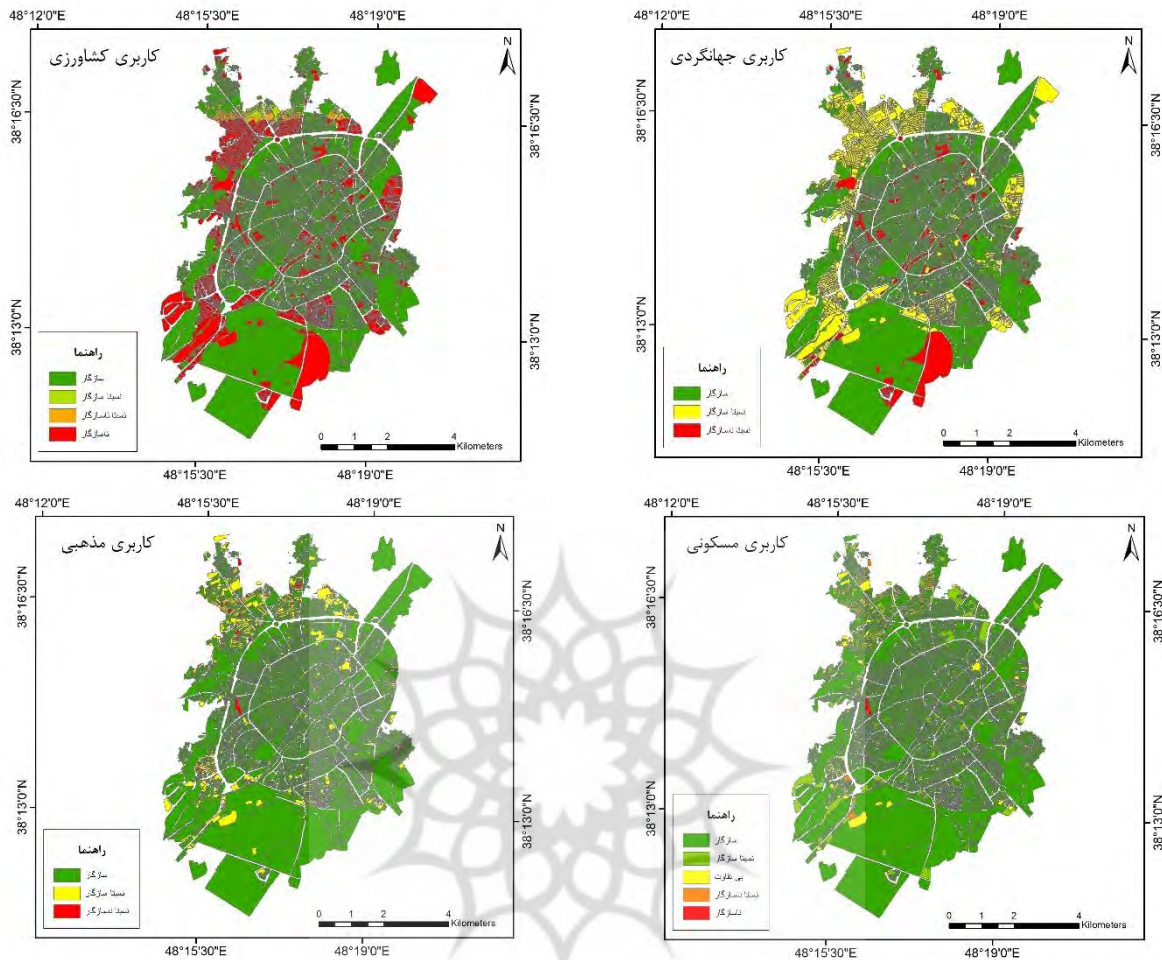 48°12'0"E 48°15'30"E 48°19'0"E
کاربری کشاورزی
N
38°16'30"N 38°16'30"N
38°13'0"N 38°13'0"N
راهنما
سازگار
نسبتا سازگار
نسبتا ناسازگار
ناسازگار
0 1 2 4
Kilometers
48°15'30"E 48°19'0"E
48°12'0"E 48°15'30"E 48°19'0"E
کاربری جهانگردی
N
38°16'30"N 38°16'30"N
38°13'0"N 38°13'0"N
راهنما
سازگار
نسبتا سازگار
نسبتا ناسازگار
0 1 2 4
Kilometers
48°15'30"E 48°19'0"E
48°12'0"E 48°15'30"E 48°19'0"E
کاربری مذهبی
N
38°16'30"N 38°16'30"N
38°13'0"N 38°13'0"N
راهنما
سازگار
نسبتا سازگار
نسبتا ناسازگار
0 1 2 4
Kilometers
48°15'30"E 48°19'0"E
48°12'0"E 48°15'30"E 48°19'0"E
کاربری مسکونی
N
38°16'30"N 38°16'30"N
38°13'0"N 38°13'0"N
راهنما
سازگار
نسبتا سازگار
بی تفاوت
نسبتا ناسازگار
ناسازگار
0 1 2 4
Kilometers
48°15'30"E 48°19'0"E